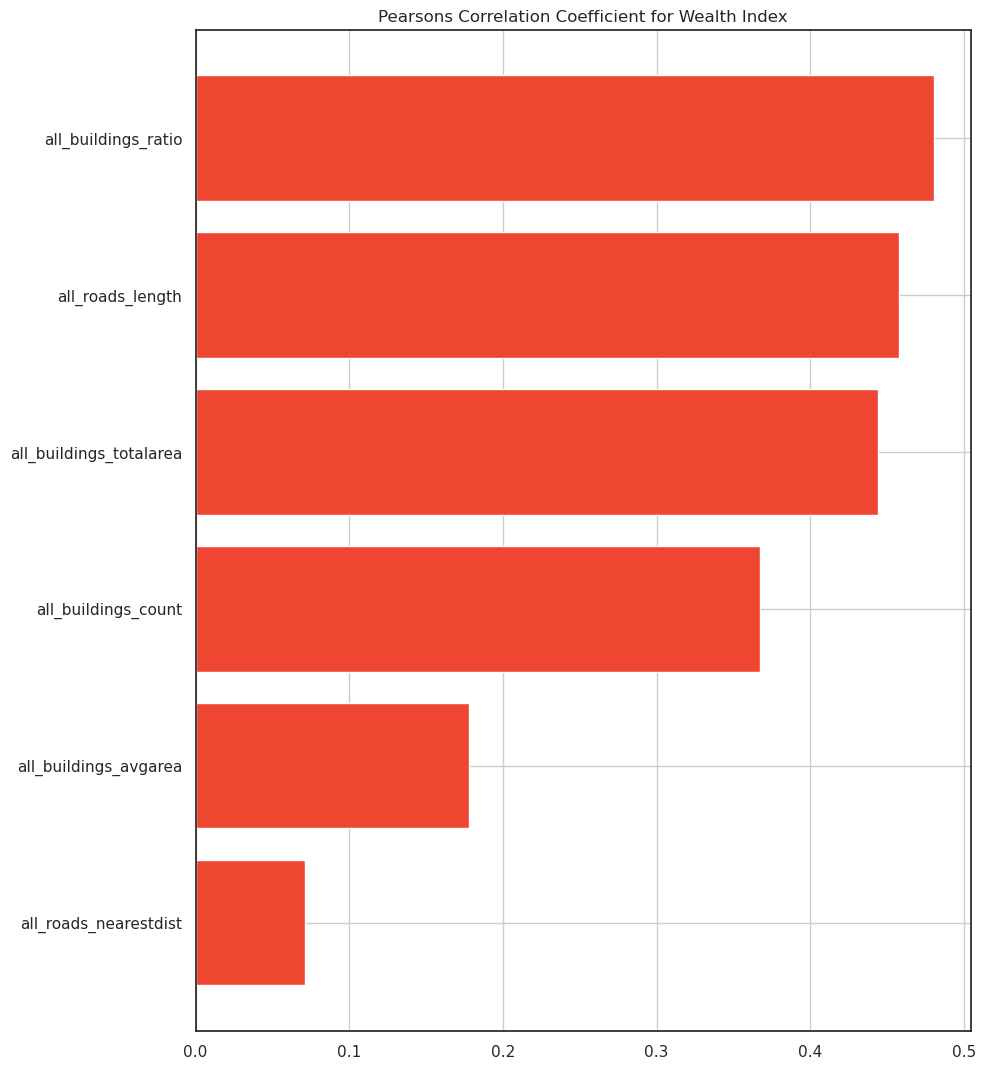 Pearsons Correlation Coefficient for Wealth Index
all_buildings_ratio
all_roads_length
all_buildings_totalarea
all_buildings_count
all_buildings_avgarea
all_roads_nearestdist
0.0 0.1 0.2 0.3 0.4 0.5